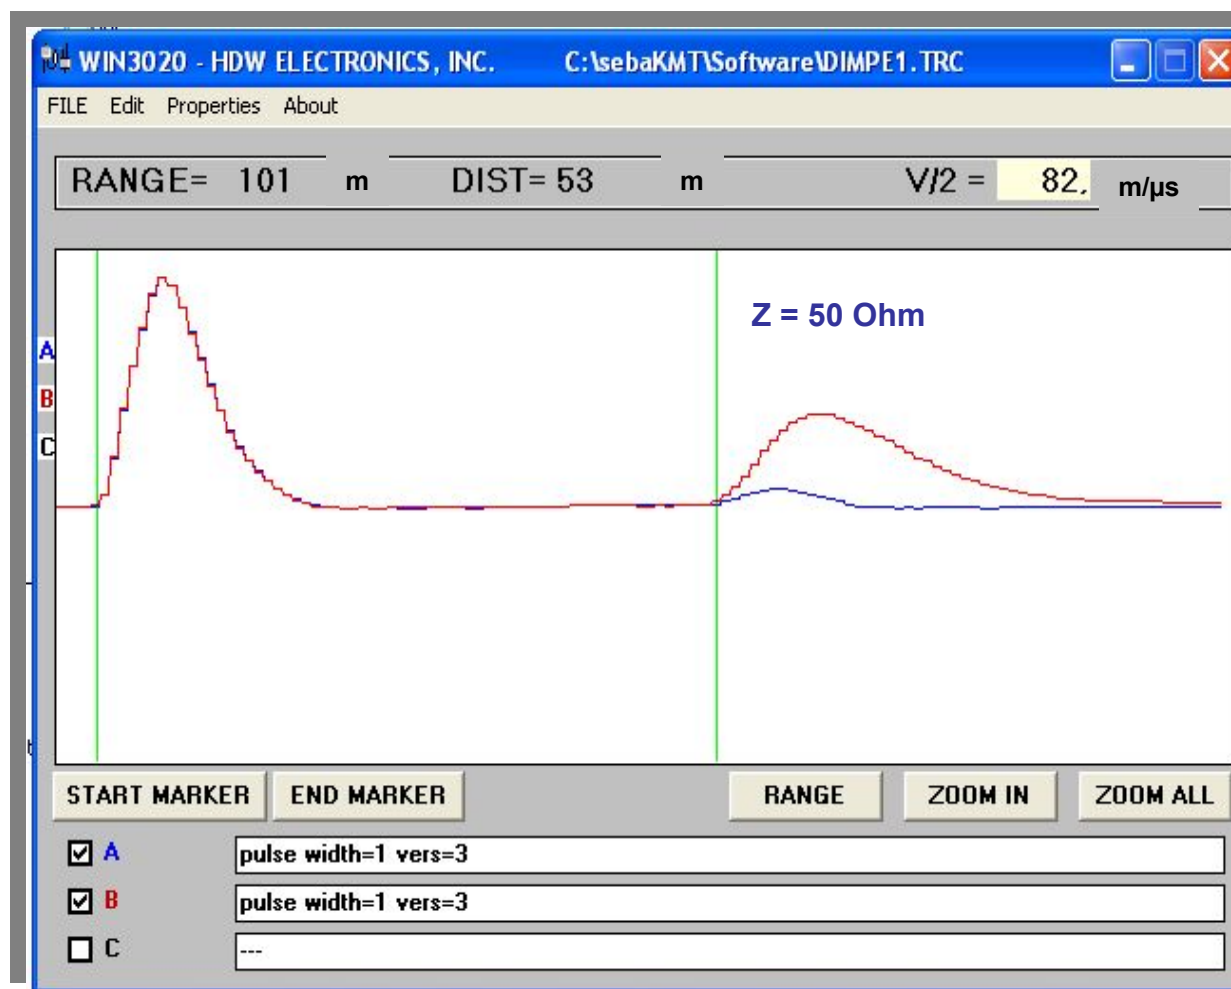 WIN3020 - HDW ELECTRONICS, INC. C:\sebaKMT\Software\DIMPE1.TRC
FILE Edit Properties About
RANGE= 101 m DIST= 53 m V/2 = 82, m/µs
Z = 50 Ohm
A
B
C
START MARKER END MARKER RANGE ZOOM IN ZOOM ALL
A pulse width=1 vers=3
B pulse width=1 vers=3
C ---